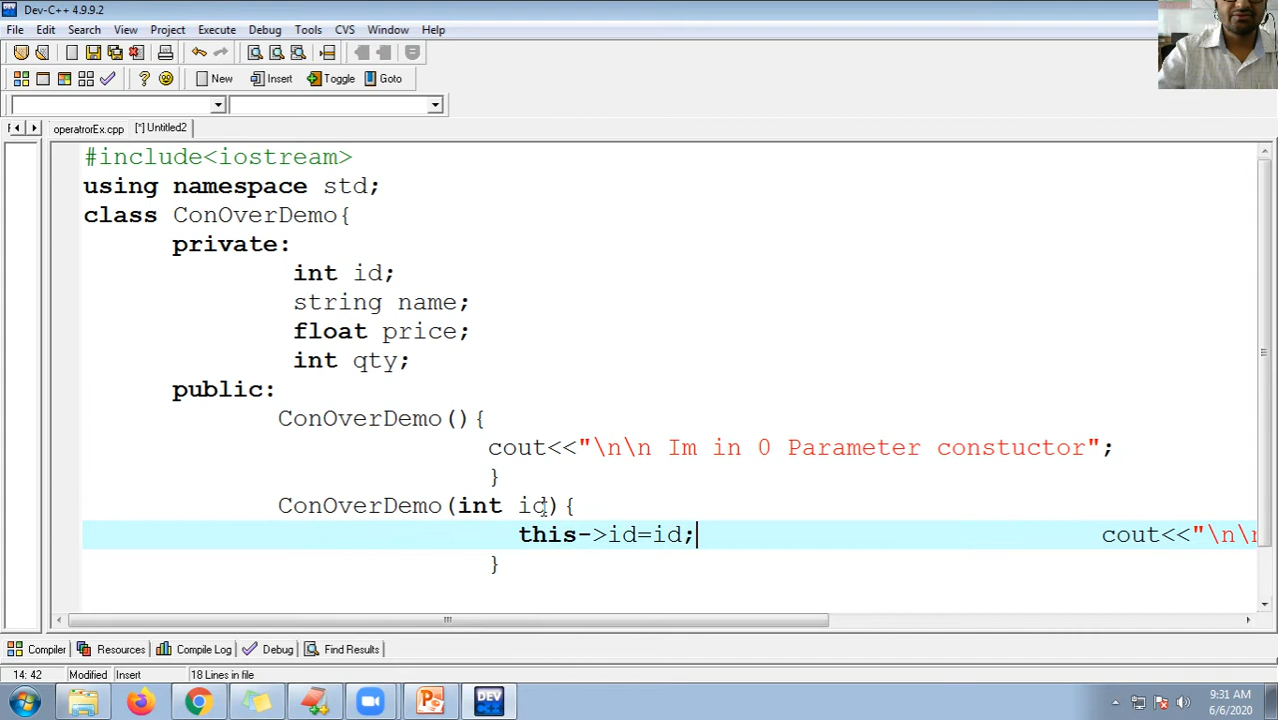 Dev-C++ 4.9.9.2
File Edit Search View Project Execute Debug Tools CVS Window Help
New Insert Toggle Goto
operatrorEx.cpp [*] Untitled2
#include<iostream>
using namespace std;
class ConOverDemo{
private:
int id;
string name;
float price;
int qty;
public:
ConOverDemo(){
cout<<"\n\n Im in 0 Parameter constuctor";
}
ConOverDemo(int id){
this->id=id; cout<<"\n\n
}
Compiler Resources Compile Log Debug Find Results
14: 42 Modified Insert 18 Lines in file
DEV C++
9:31 AM
6/6/2020